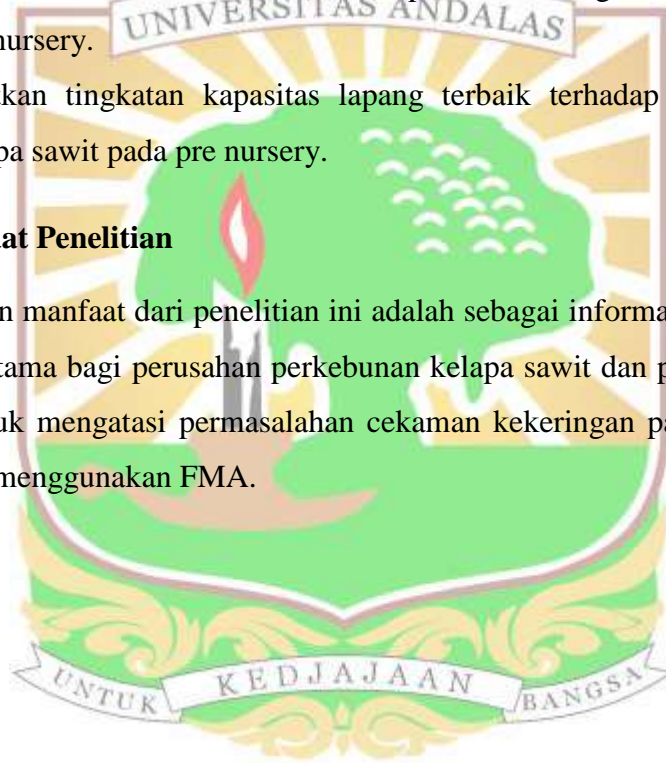 UNIVERSITAS ANDALAS
nursery.
kan tingkatan kapasitas lapang terbaik terhadap
pa sawit pada pre nursery.
at Penelitian
n manfaat dari penelitian ini adalah sebagai informa
tama bagi perusahan perkebunan kelapa sawit dan p
uk mengatasi permasalahan cekaman kekeringan pa
menggunakan FMA.
UNTUK KEDJAJAAN BANGSA